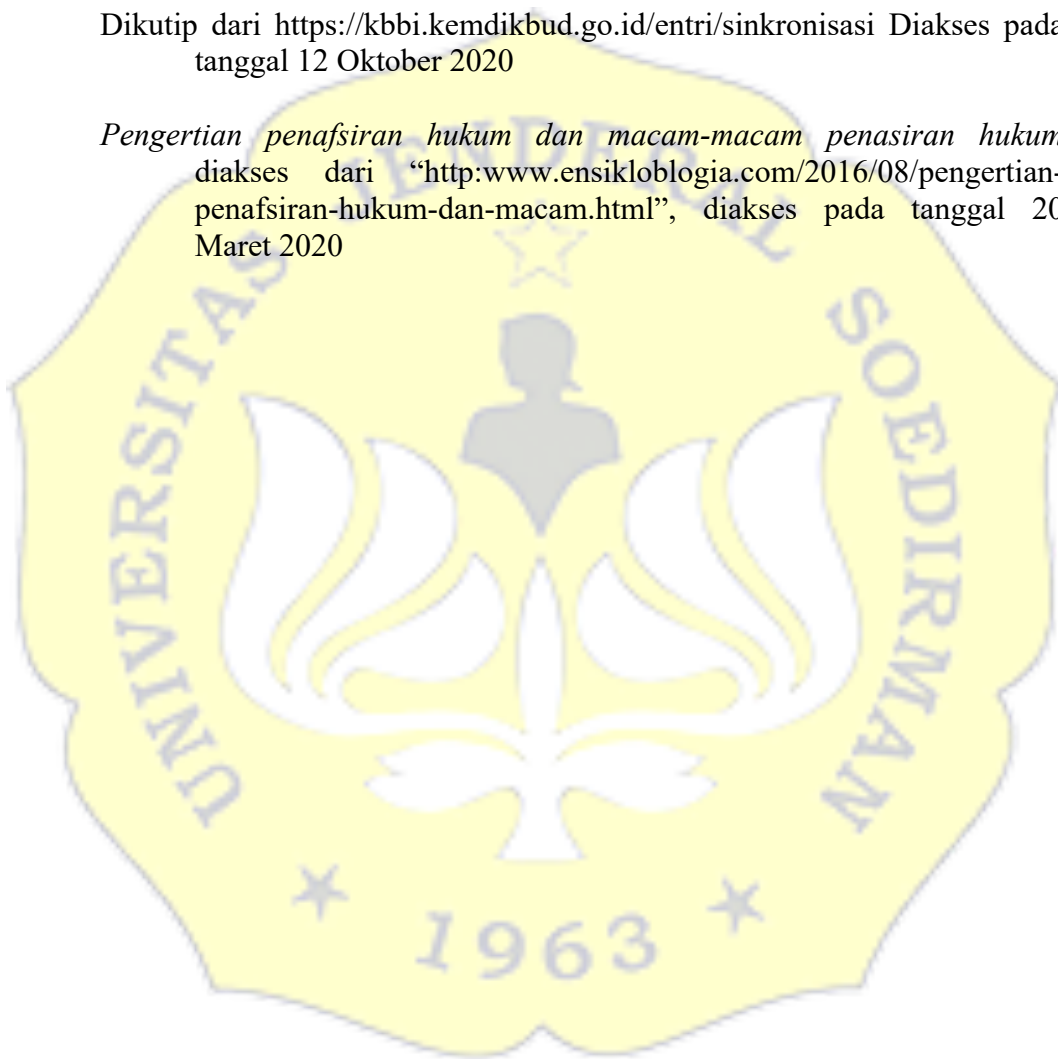 Dikutip dari https://kbbi.kemdikbud.go.id/entri/sinkronisasi Diakses pada
tanggal 12 Oktober 2020
Pengertian penafsiran hukum dan macam-macam penasiran hukum
diakses dari “http:www.ensikloblogia.com/2016/08/pengertian-
penafsiran-hukum-dan-macam.html”, diakses pada tanggal 20
Maret 2020
UNIVERSITAS JENDERAL SOEDIRMAN
1963